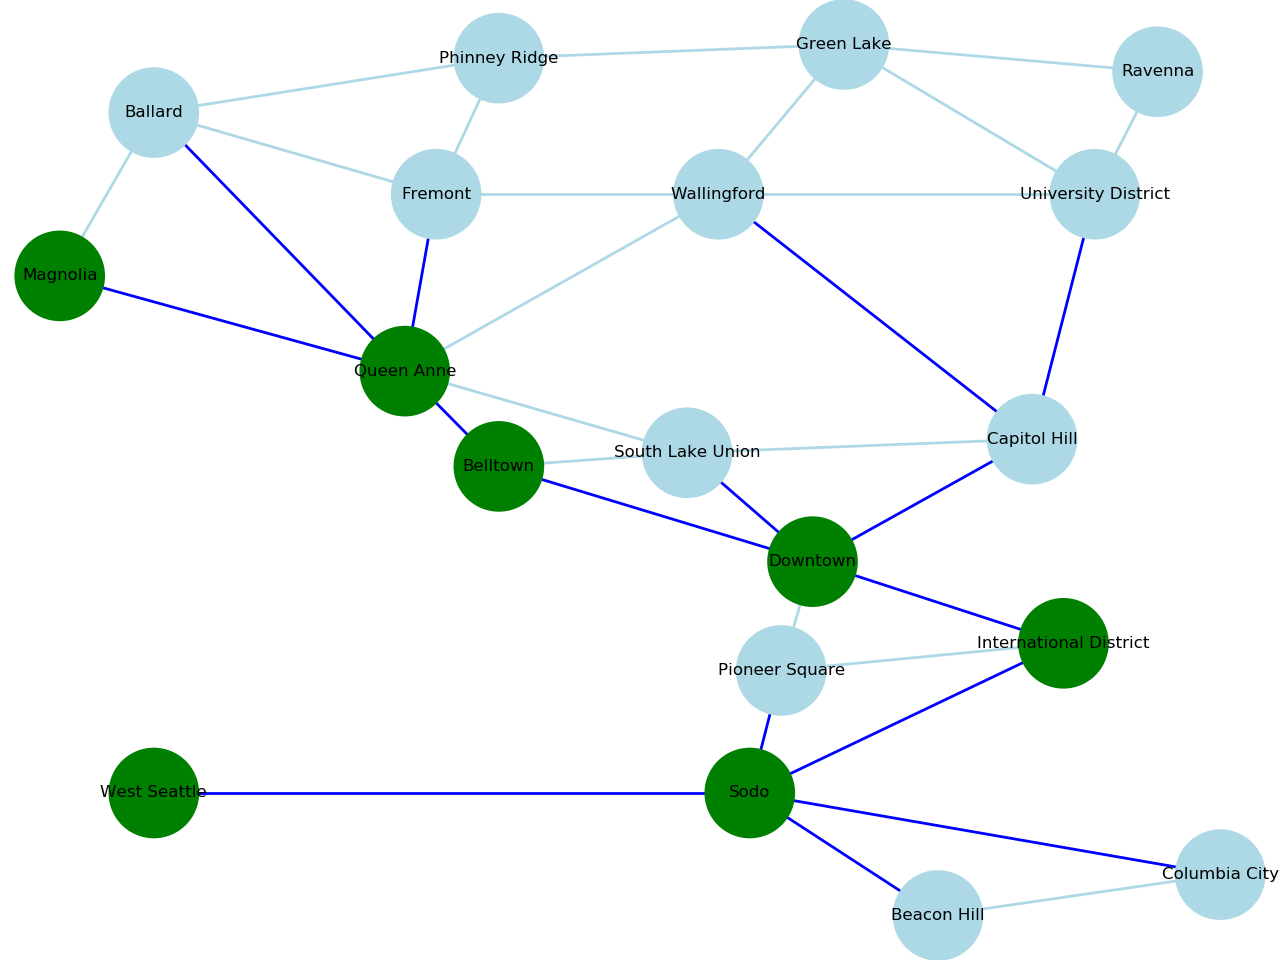 Green Lake
Phinney Ridge
Ravenna
Ballard
Fremont
Wallingford
University District
Magnolia
Queen Anne
Capitol Hill
South Lake Union
Belltown
Downtown
International District
Pioneer Square
West Seattle
Sodo
Columbia City
Beacon Hill